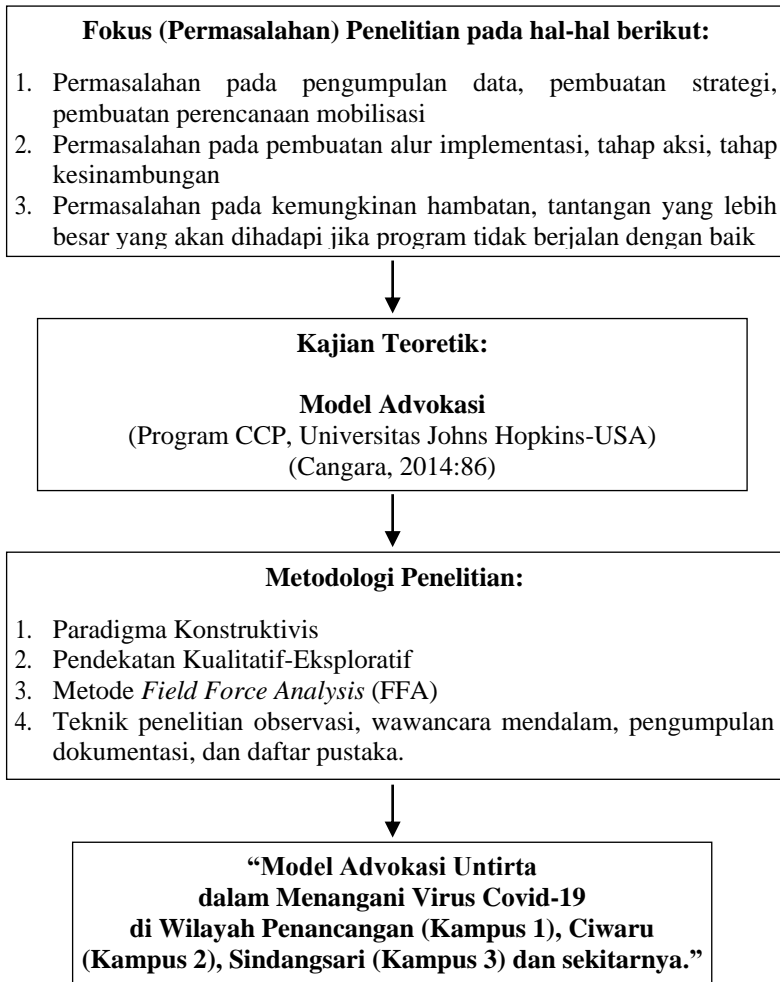 Fokus (Permasalahan) Penelitian pada hal-hal berikut:
1. Permasalahan pada pengumpulan data, pembuatan strategi,
pembuatan perencanaan mobilisasi
2. Permasalahan pada pembuatan alur implementasi, tahap aksi, tahap
kesinambungan
3. Permasalahan pada kemungkinan hambatan, tantangan yang lebih
besar yang akan dihadapi jika program tidak berjalan dengan baik
Kajian Teoretik:
Model Advokasi
(Program CCP, Universitas Johns Hopkins-USA)
(Cangara, 2014:86)
Metodologi Penelitian:
1. Paradigma Konstruktivis
2. Pendekatan Kualitatif-Eksploratif
3. Metode Field Force Analysis (FFA)
4. Teknik penelitian observasi, wawancara mendalam, pengumpulan
dokumentasi, dan daftar pustaka.
“Model Advokasi Untirta
dalam Menangani Virus Covid-19
di Wilayah Penancangan (Kampus 1), Ciwaru
(Kampus 2), Sindangsari (Kampus 3) dan sekitarnya.”